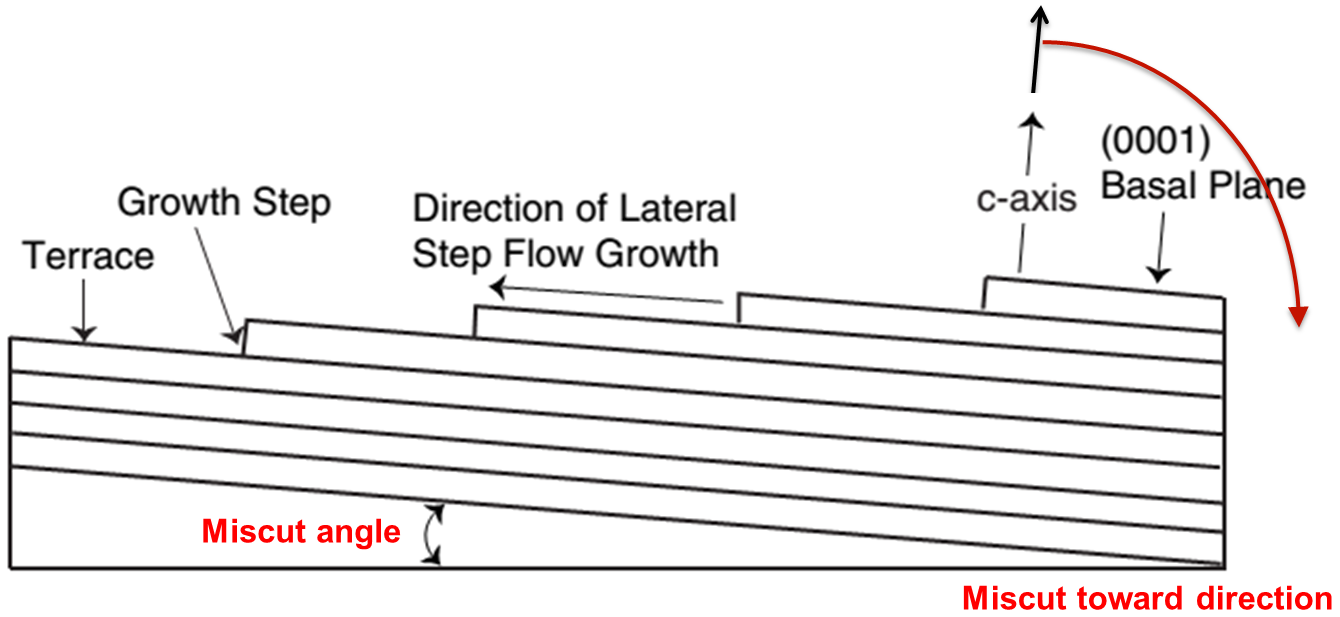 (0001)
Basal Plane
c-axis
Growth Step
Direction of Lateral
Step Flow Growth
Terrace
Miscut angle
Miscut toward direction